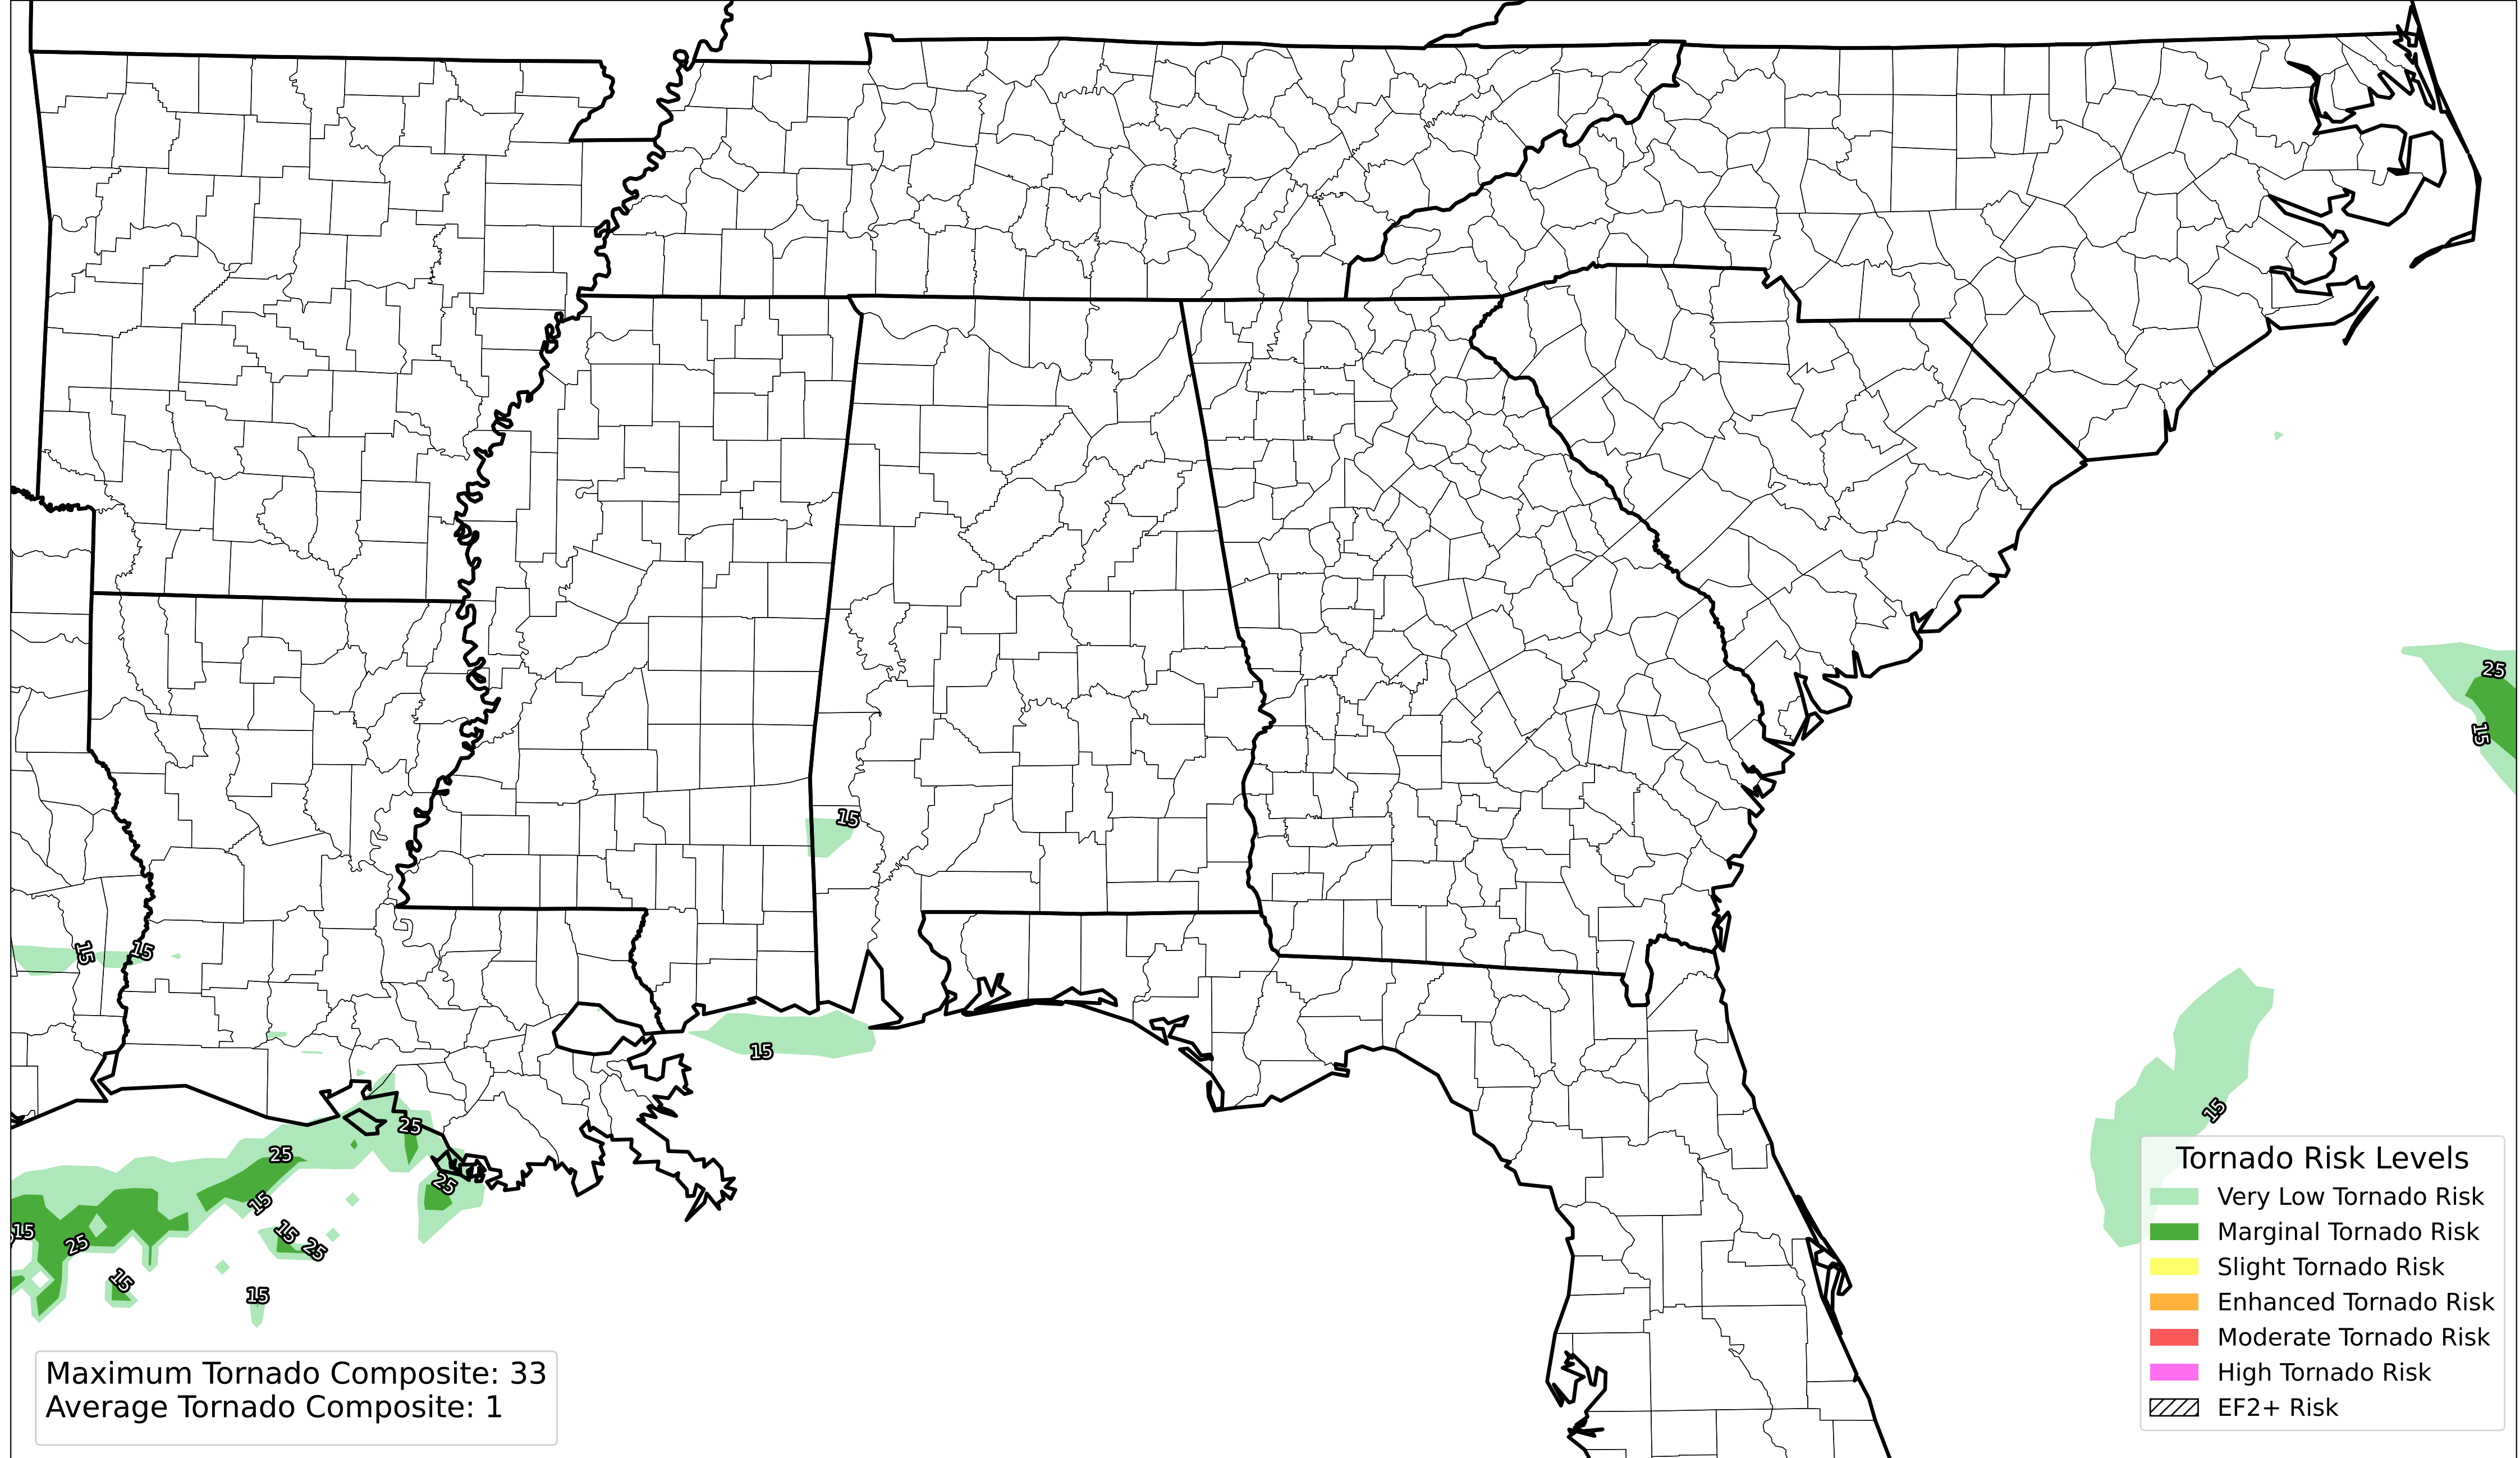 25
15
15
15
15
15
15
25
25
25
15
15
15
25
25
15
15
Maximum Tornado Composite: 33
Average Tornado Composite: 1
Tornado Risk Levels
Very Low Tornado Risk
Marginal Tornado Risk
Slight Tornado Risk
Enhanced Tornado Risk
Moderate Tornado Risk
High Tornado Risk
EF2+ Risk